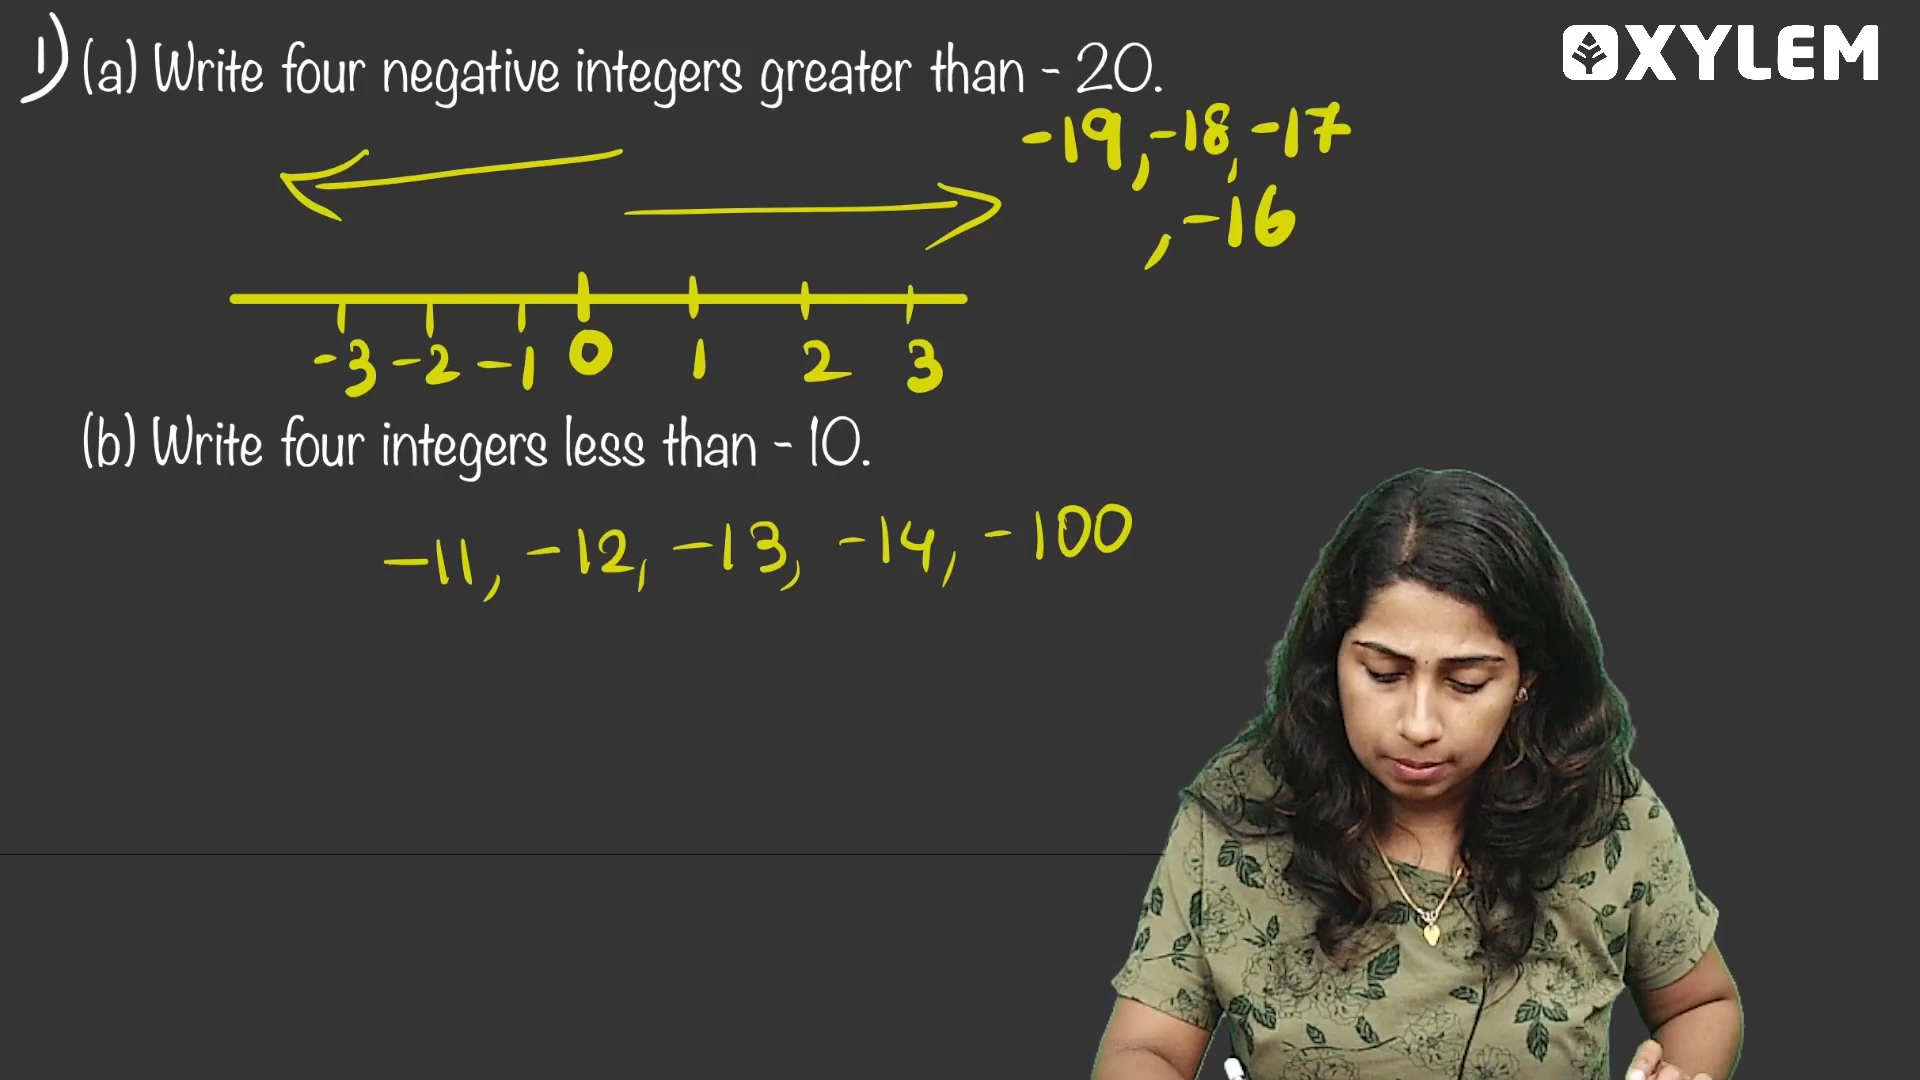 1) (a) Write four negative integers greater than - 20.
XYLEM
-19, -18, -17
, -16
-3 -2 -1 0 1 2 3
(b) Write four integers less than - 10.
-11, -12, -13, -14, -100